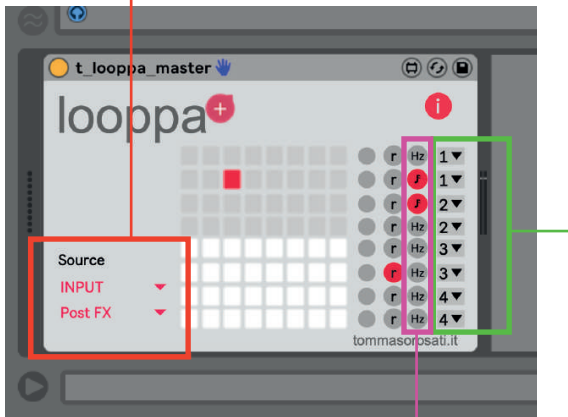 t_looppa_master
looppa+
i
r Hz 1
r ♪ 1
r ♪ 2
r Hz 2
r Hz 3
r Hz 3
r Hz 4
r Hz 4
Source
INPUT
Post FX
tommasorosati.it